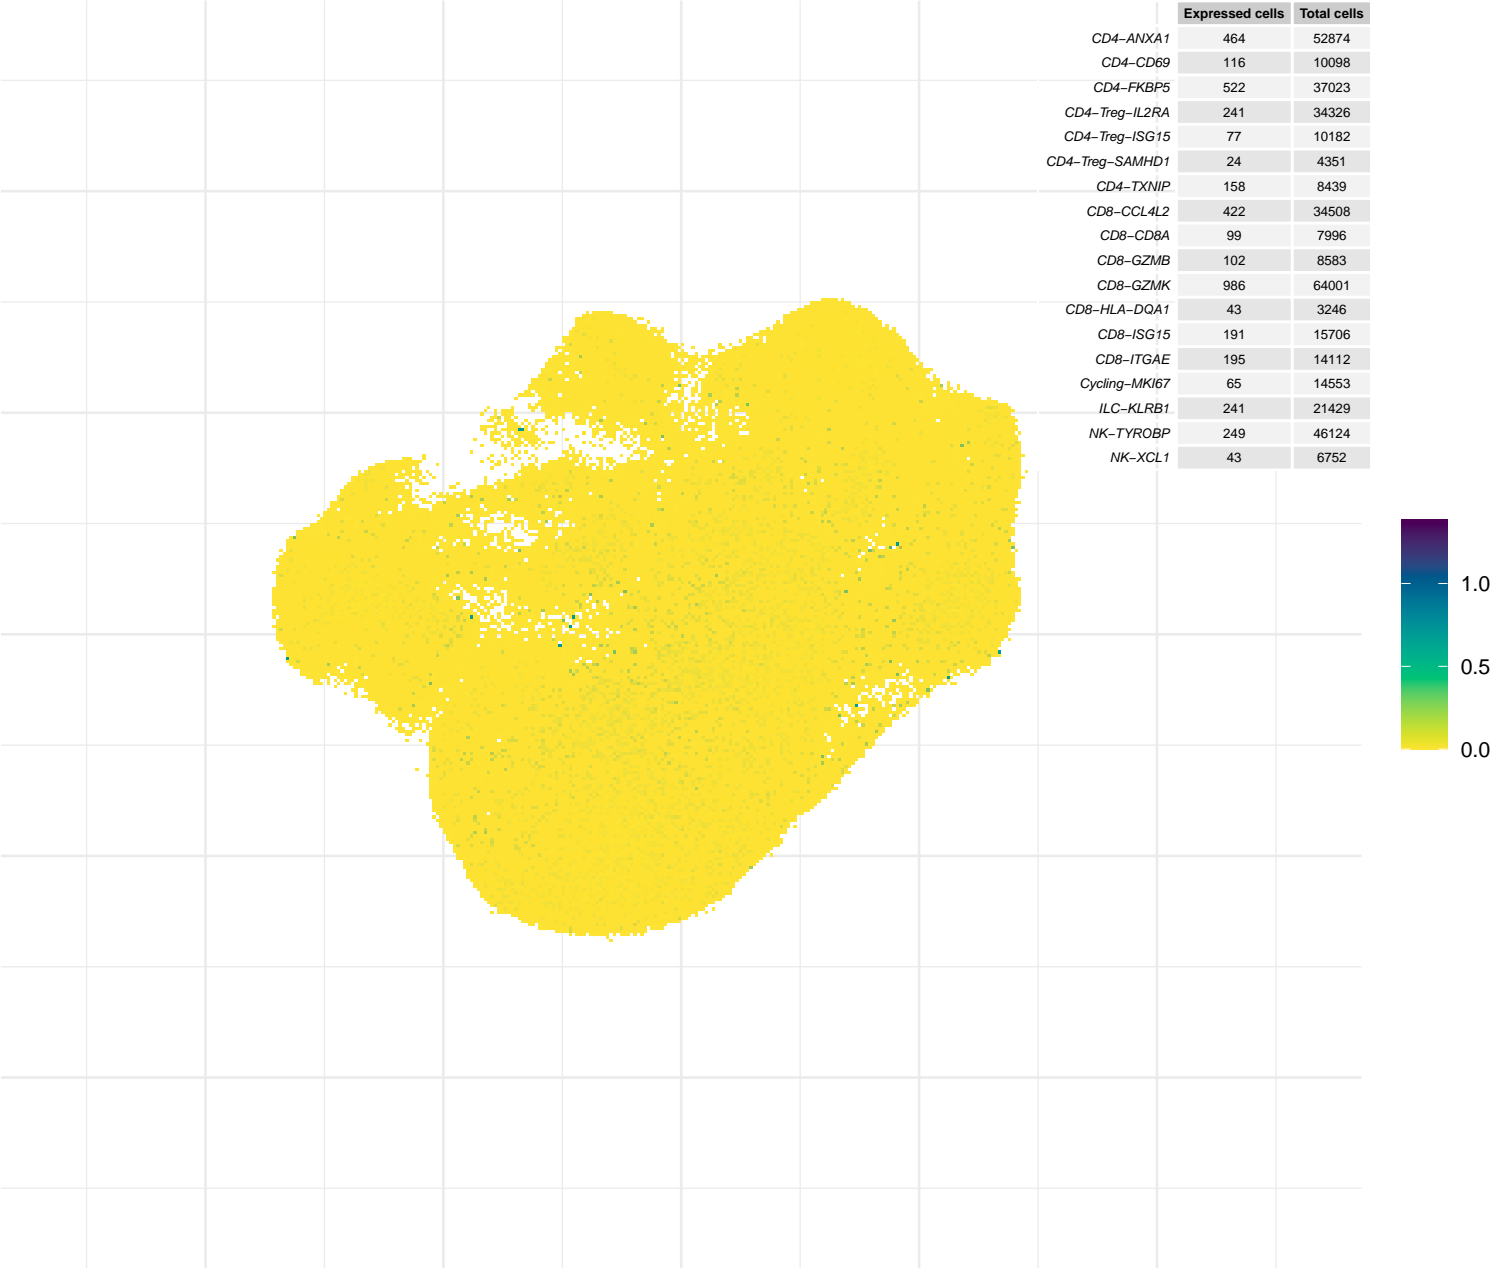 Expressed cells Total cells
CD4−ANXA1 464 52874
CD4−CD69 116 10098
CD4−FKBP5 522 37023
CD4−Treg−IL2RA 241 34326
CD4−Treg−ISG15 77 10182
CD4−Treg−SAMHD1 24 4351
CD4−TXNIP 158 8439
CD8−CCL4L2 422 34508
CD8−CD8A 99 7996
CD8−GZMB 102 8583
CD8−GZMK 986 64001
CD8−HLA−DQA1 43 3246
CD8−ISG15 191 15706
CD8−ITGAE 195 14112
Cycling−MKI67 65 14553
ILC−KLRB1 241 21429
NK−TYROBP 249 46124
NK−XCL1 43 6752
1.0
0.5
0.0